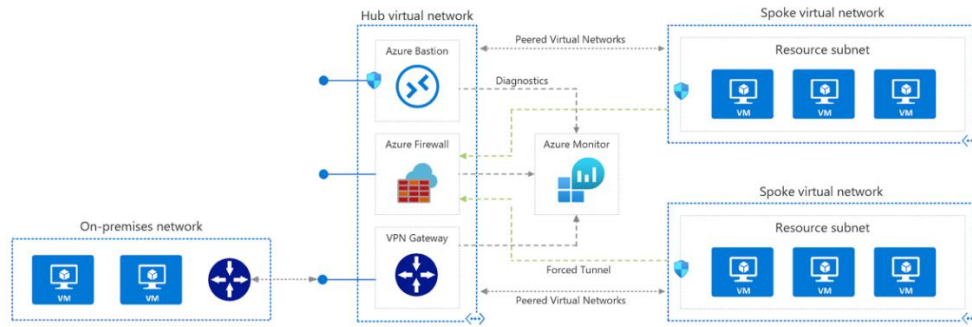 Hub virtual network
Spoke virtual network
Azure Bastion
Peered Virtual Networks
Resource subnet
Diagnostics
VM
VM
VM
Azure Firewall
Azure Monitor
Spoke virtual network
On-premises network
VPN Gateway
Resource subnet
VM
VM
Forced Tunnel
VM
VM
VM
Peered Virtual Networks